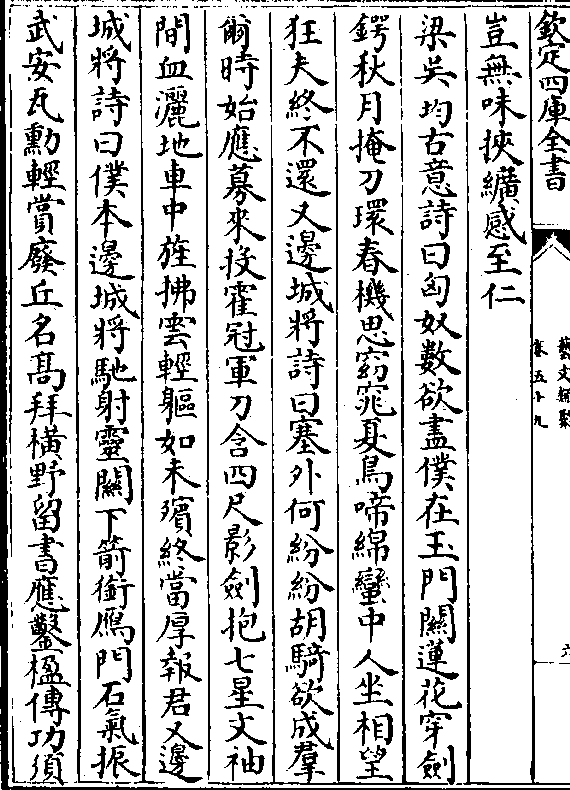 欽定四庫全書
藝文類聚
卷五十九
六
豈無味挾纊感至仁
梁吳均古意詩曰匈奴數欲盡僕在玉門關蓮花穿劍
鍔秋月掩刀環春機思窈窕夏鳥啼綿蠻中人坐相望
狂夫終不還又邊城將詩曰塞外何紛紛胡騎欲成羣
爾時始應募來投霍冠軍刀含四尺影劍抱七星文袖
間血灑地車中旌拂雲輕軀如未殯終當厚報君又邊
城將詩曰僕本邊城將馳射靈關下箭銜鴈門石氣振
武安瓦勳輕賞廢丘名髙拜橫野留書應鑿楹傳功須